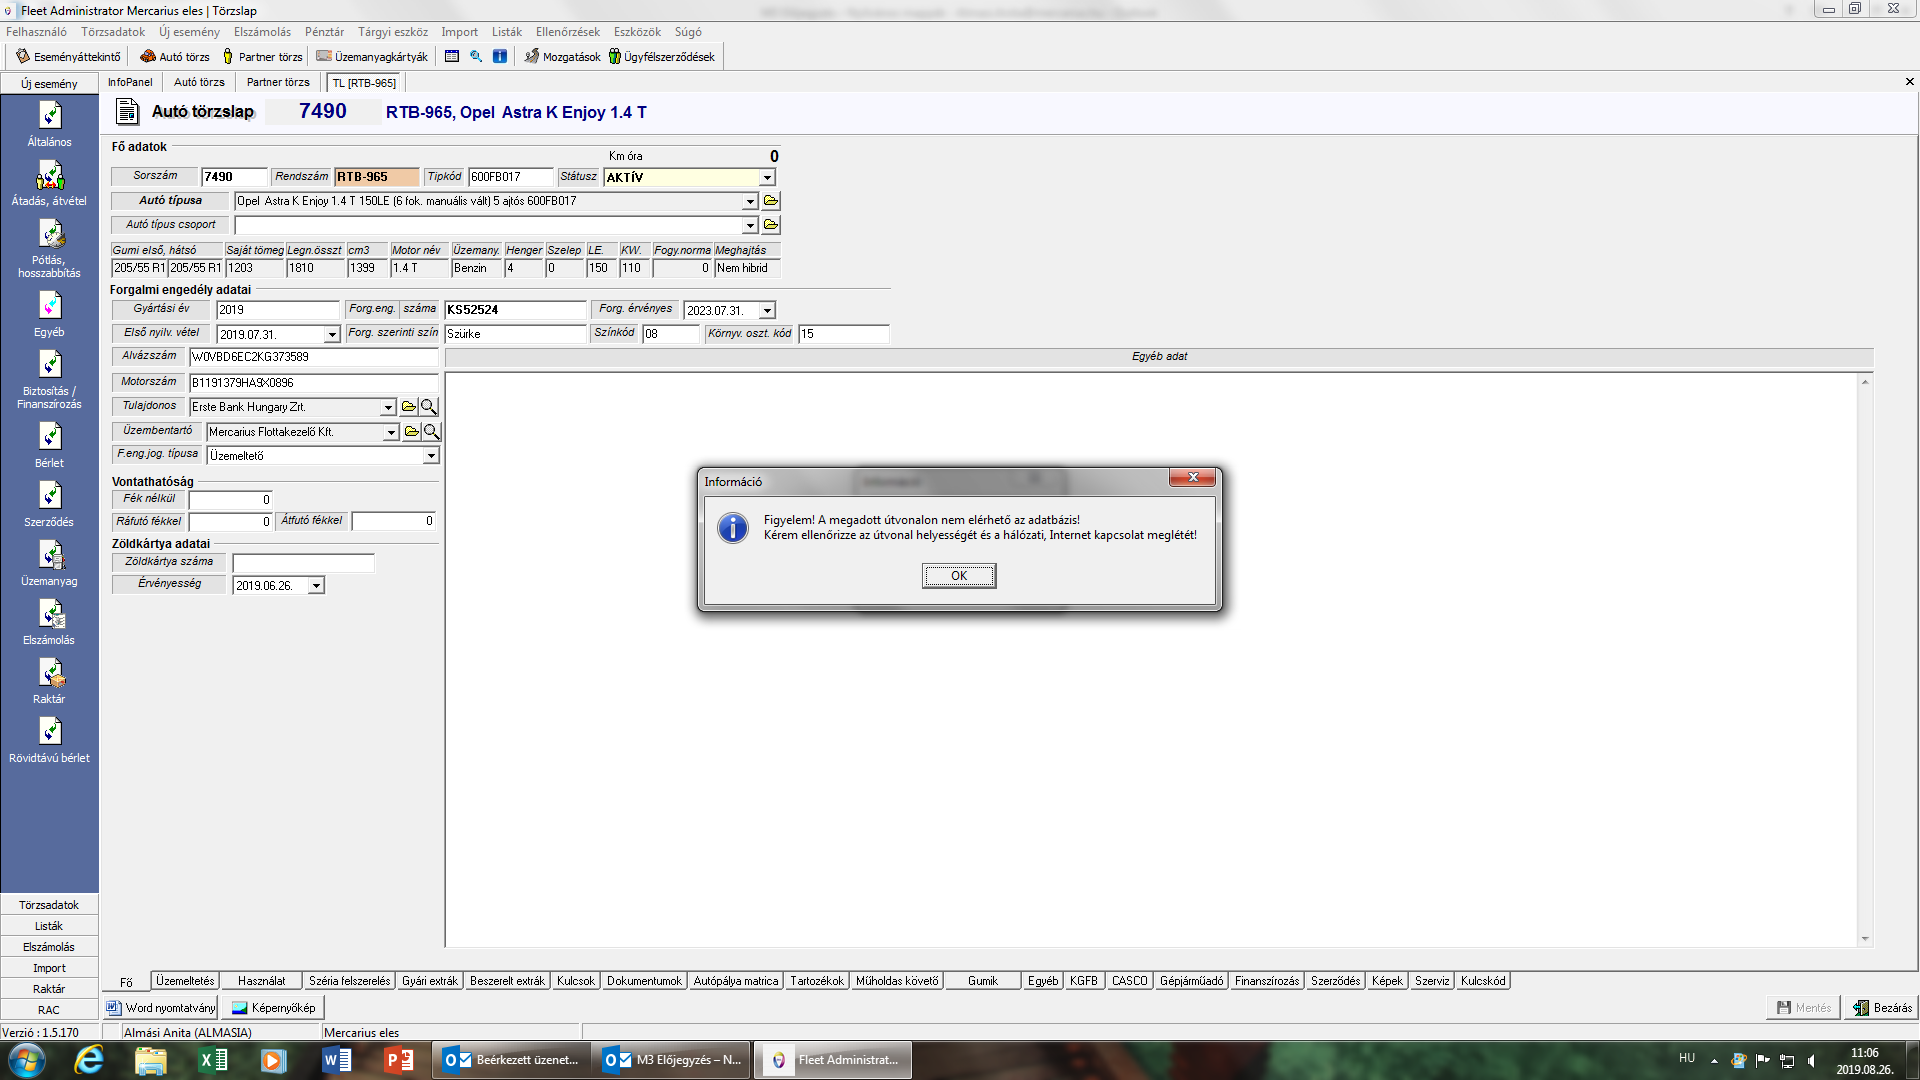 Fleet Administrator Mercarius eles | Törzslap
Felhasználó Törzsadatok Új esemény Elszámolás Pénztár Tárgyi eszköz Import Listák Ellenőrzések Eszközök Súgó
Eseményáttekintő Autó törzs Partner törzs Üzemanyagkártyák Mozgatások Ügyfélszerződések
Új esemény InfoPanel Autó törzs Partner törzs TL [RTB-965]
Autó törzslap 7490 RTB-965, Opel Astra K Enjoy 1.4 T
Általános
Átadás, átvétel
Pótlás, hosszabbítás
Egyéb
Biztosítás / Finanszírozás
Bérlet
Szerződés
Üzemanyag
Elszámolás
Raktár
Rövidtávú bérlet
Törzsadatok
Listák
Elszámolás
Import
Raktár
RAC
Fő adatok
Km óra 0
Sorszám 7490 Rendszám RTB-965 Tipkód 600FB017 Státusz AKTÍV
Autó típusa Opel Astra K Enjoy 1.4 T 150LE (6 fok. manuális vált) 5 ajtós 600FB017
Autó típus csoport
Gumi első, hátsó Saját tömeg Legn.összt cm3 Motor név Üzemany. Henger Szelep LE. KW. Fogy.norma Meghajtás
205/55 R1 205/55 R1 1203 1810 1399 1.4 T Benzin 4 0 150 110 0 Nem hibrid
Forgalmi engedély adatai
Gyártási év 2019 Forg.eng. száma KS52524 Forg. érvényes 2023.07.31.
Első nyilv. vétel 2019.07.31. Forg. szerinti szín Szürke Színkód 08 Környv. oszt. kód 15
Alvázszám W0VBD6EC2KG373589 Egyéb adat
Motorszám B1191379HA9X0896
Tulajdonos Erste Bank Hungary Zrt.
Üzembentartó Mercarius Flottakezelő Kft.
F.eng.jog. típusa Üzemeltető
Vontathatóság
Fék nélkül 0
Ráfutó fékkel 0 Átfutó fékkel 0
Zöldkártya adatai
Zöldkártya száma
Érvényesség 2019.06.26.
Információ
Figyelem! A megadott útvonalon nem elérhető az adatbázis!
Kérem ellenőrizze az útvonal helyességét és a hálózati, Internet kapcsolat meglétét!
OK
Fő Üzemeltetés Használat Széria felszerelés Gyári extrák Beszerelt extrák Kulcsok Dokumentumok Autópálya matrica Tartozékok Műholdas követő Gumik Egyéb KGFB CASCO Gépjárműadó Finanszírozás Szerződés Képek Szerviz Kulcskód
Word nyomtatvány Képernyőkép Mentés Bezárás
Verzió : 1.5.170 Almási Anita (ALMASIA) Mercarius eles
Beérkezett üzenet... M3 Előjegyzés – N... Fleet Administrat... HU 11:06
2019.08.26.